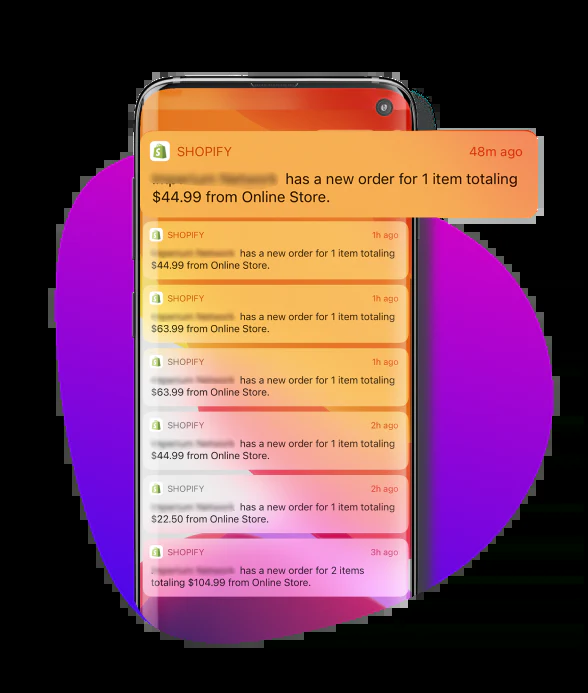 SHOPIFY 48m ago
has a new order for 1 item totaling
$44.99 from Online Store.
SHOPIFY 1h ago
has a new order for 1 item totaling
$44.99 from Online Store.
SHOPIFY 1h ago
has a new order for 1 item totaling
$63.99 from Online Store.
SHOPIFY 1h ago
has a new order for 1 item totaling
$63.99 from Online Store.
SHOPIFY 2h ago
has a new order for 1 item totaling
$44.99 from Online Store.
SHOPIFY 2h ago
has a new order for 1 item totaling
$22.50 from Online Store.
SHOPIFY 3h ago
has a new order for 2 items
totaling $104.99 from Online Store.